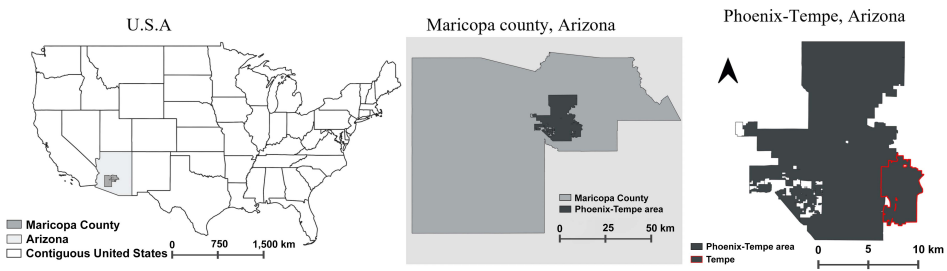 U.S.A
Maricopa County
Arizona
Contiguous United States
0 750 1,500 km
Maricopa county, Arizona
Maricopa County
Phoenix-Tempe area
0 25 50 km
Phoenix-Tempe, Arizona
Phoenix-Tempe area
Tempe
0 5 10 km